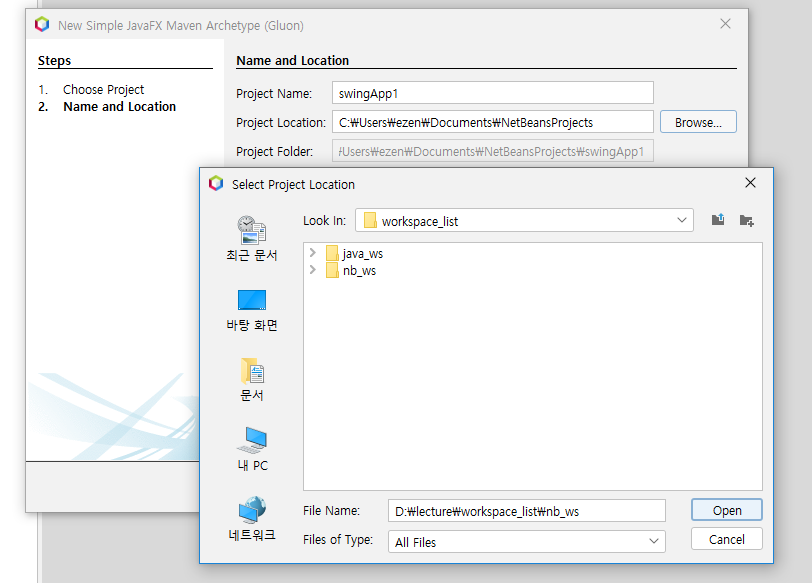 New Simple JavaFX Maven Archetype (Gluon)
Steps
1. Choose Project
2. Name and Location
Name and Location
Project Name: swingApp1
Project Location: C:₩Users₩ezen₩Documents₩NetBeansProjects Browse...
Project Folder: :₩Users₩ezen₩Documents₩NetBeansProjects₩swingApp1
Select Project Location
Look In: workspace_list
java_ws
nb_ws
최근 문서
바탕 화면
문서
내 PC
네트워크
File Name: D:₩lecture₩workspace_list₩nb_ws Open
Files of Type: All Files Cancel